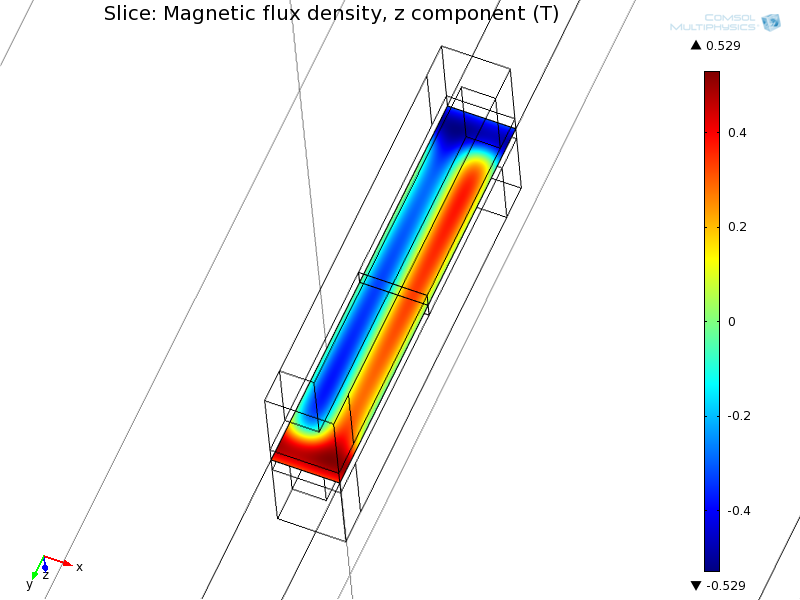 Slice: Magnetic flux density, z component (T)
COMSOL
MULTIPHYSICS
▲ 0.529
0.4
0.2
0
-0.2
-0.4
▼ -0.529
x
y
z